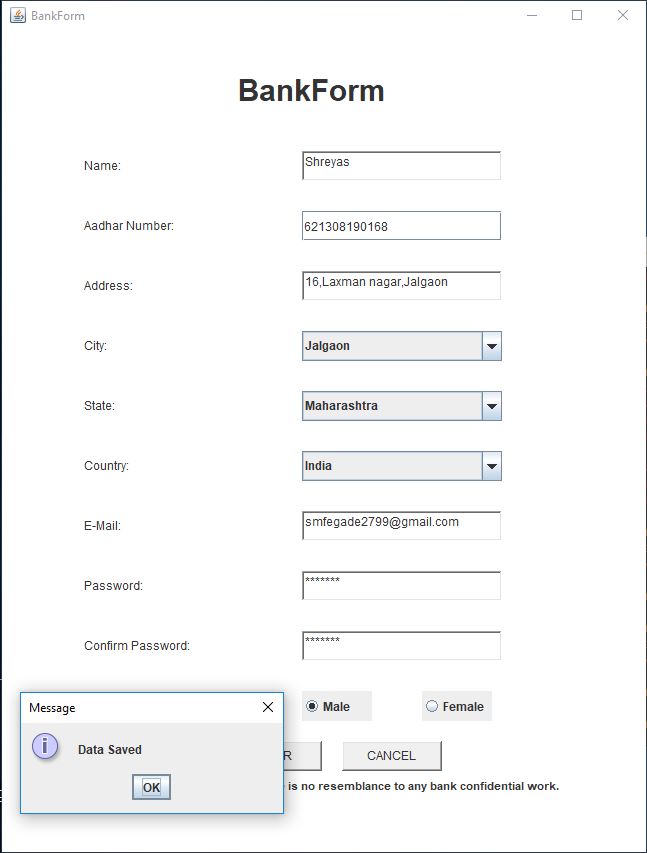 BankForm
BankForm
Name: Shreyas
Aadhar Number: 621308190168
Address: 16,Laxman nagar,Jalgaon
City: Jalgaon
State: Maharashtra
Country: India
E-Mail: smfegade2799@gmail.com
Password: *******
Confirm Password: *******
Male Female
Message
Data Saved
OK
R CANCEL
is no resemblance to any bank confidential work.